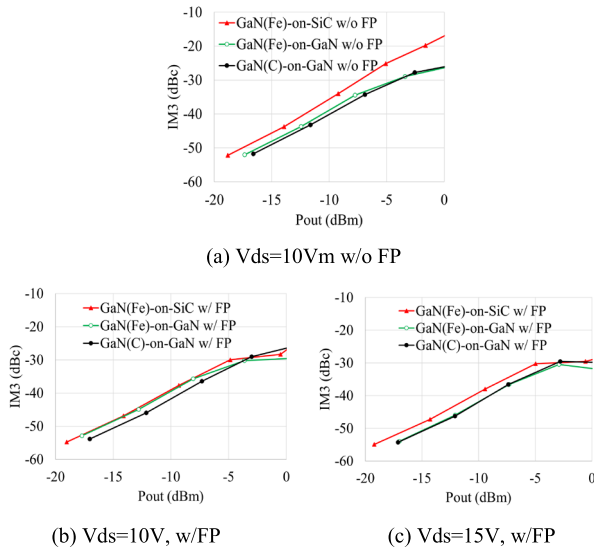 GaN(Fe)-on-SiC w/o FP
GaN(Fe)-on-GaN w/o FP
GaN(C)-on-GaN w/o FP
IM3 (dBc)
-10
-20
-30
-40
-50
-60
-20 -15 -10 -5 0
Pout (dBm)
(a) Vds=10Vm w/o FP
GaN(Fe)-on-SiC w/ FP
GaN(Fe)-on-GaN w/ FP
GaN(C)-on-GaN w/ FP
IM3 (dBc)
-10
-20
-30
-40
-50
-60
-20 -15 -10 -5 0
Pout (dBm)
(b) Vds=10V, w/FP
GaN(Fe)-on-SiC w/ FP
GaN(Fe)-on-GaN w/ FP
GaN(C)-on-GaN w/ FP
IM3 (dBc)
-10
-20
-30
-40
-50
-60
-20 -15 -10 -5 0
Pout (dBm)
(c) Vds=15V, w/FP